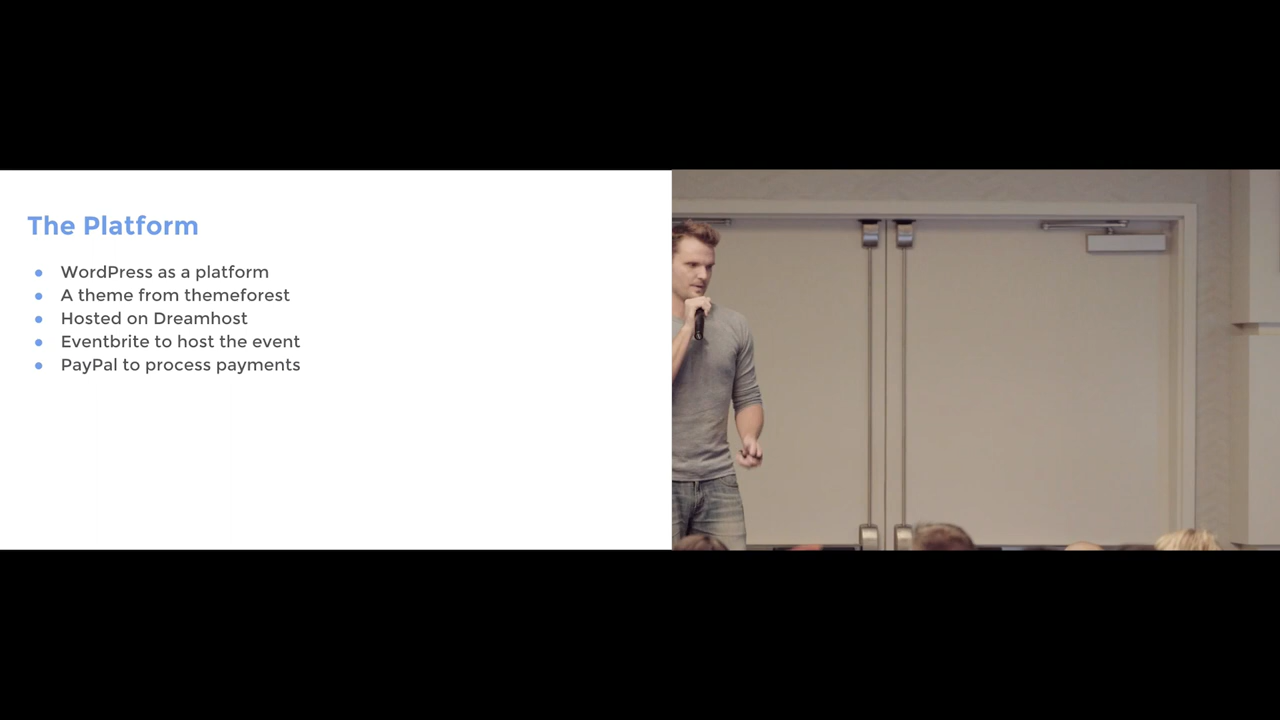 The Platform
● WordPress as a platform
● A theme from themeforest
● Hosted on Dreamhost
● Eventbrite to host the event
● PayPal to process payments